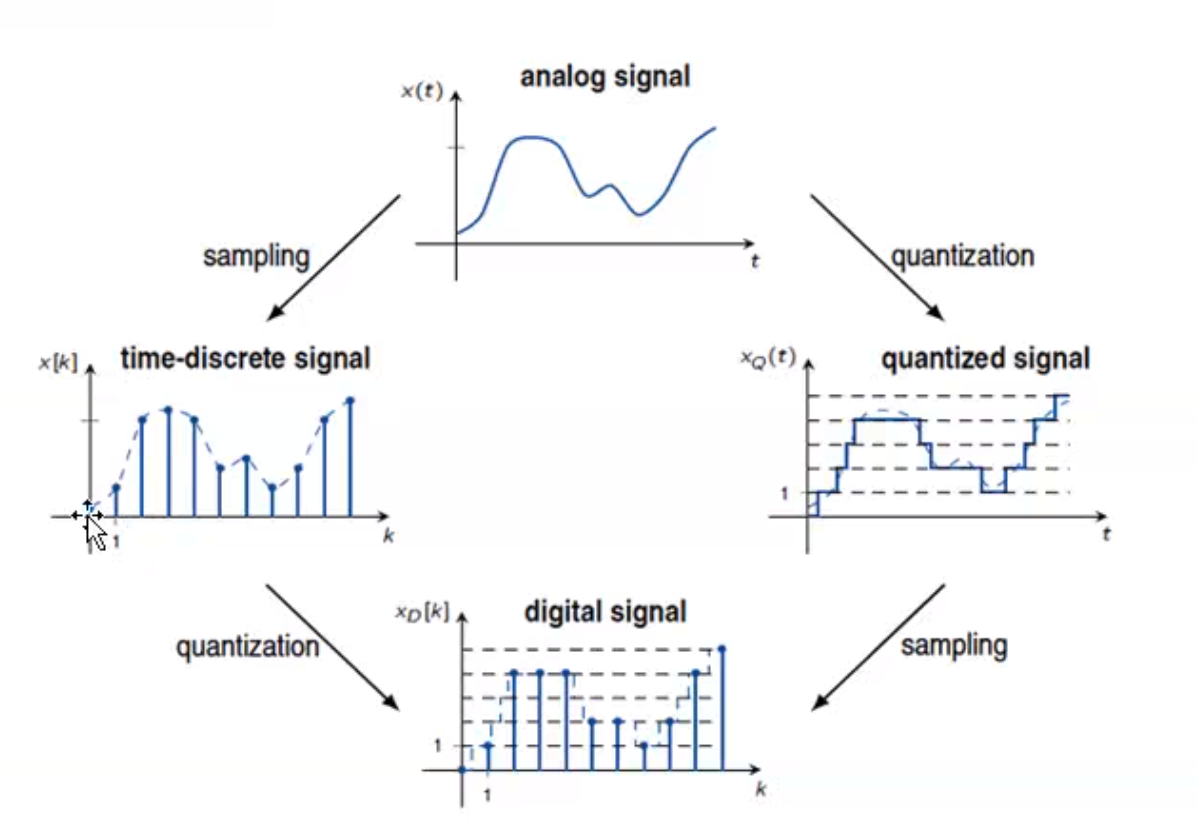 analog signal
x(t)
t
sampling
quantization
x[k]
time-discrete signal
1
k
x_Q(t)
quantized signal
1
t
quantization
sampling
x_D[k]
digital signal
1
1
k